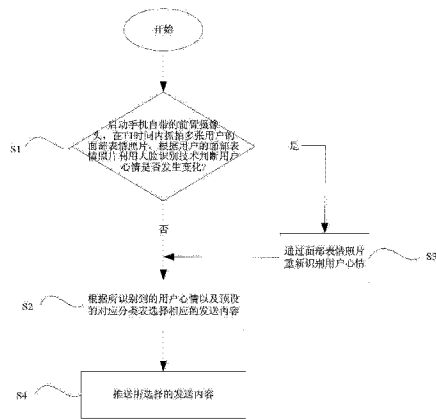 开始
启动手机自带的前置摄像
头，在T1时间内抓拍多张用户的
面部表情照片，根据用户的面部表
情照片利用人脸识别技术判断用户
心情是否发生变化？
S1
是
否
通过面部表情照片
重新识别用户心情
S3
根据所识别到的用户心情以及预设
的对应分类表选择相应的发送内容
S2
推送所选择的发送内容
S4